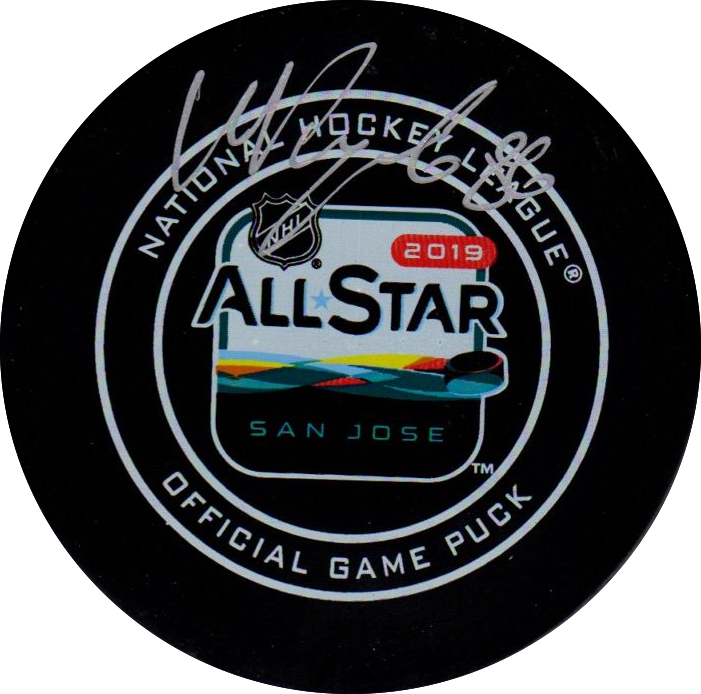 NATIONAL HOCKEY LEAGUE®
NHL
®
2019
ALL STAR
SAN JOSE
TM
OFFICIAL GAME PUCK